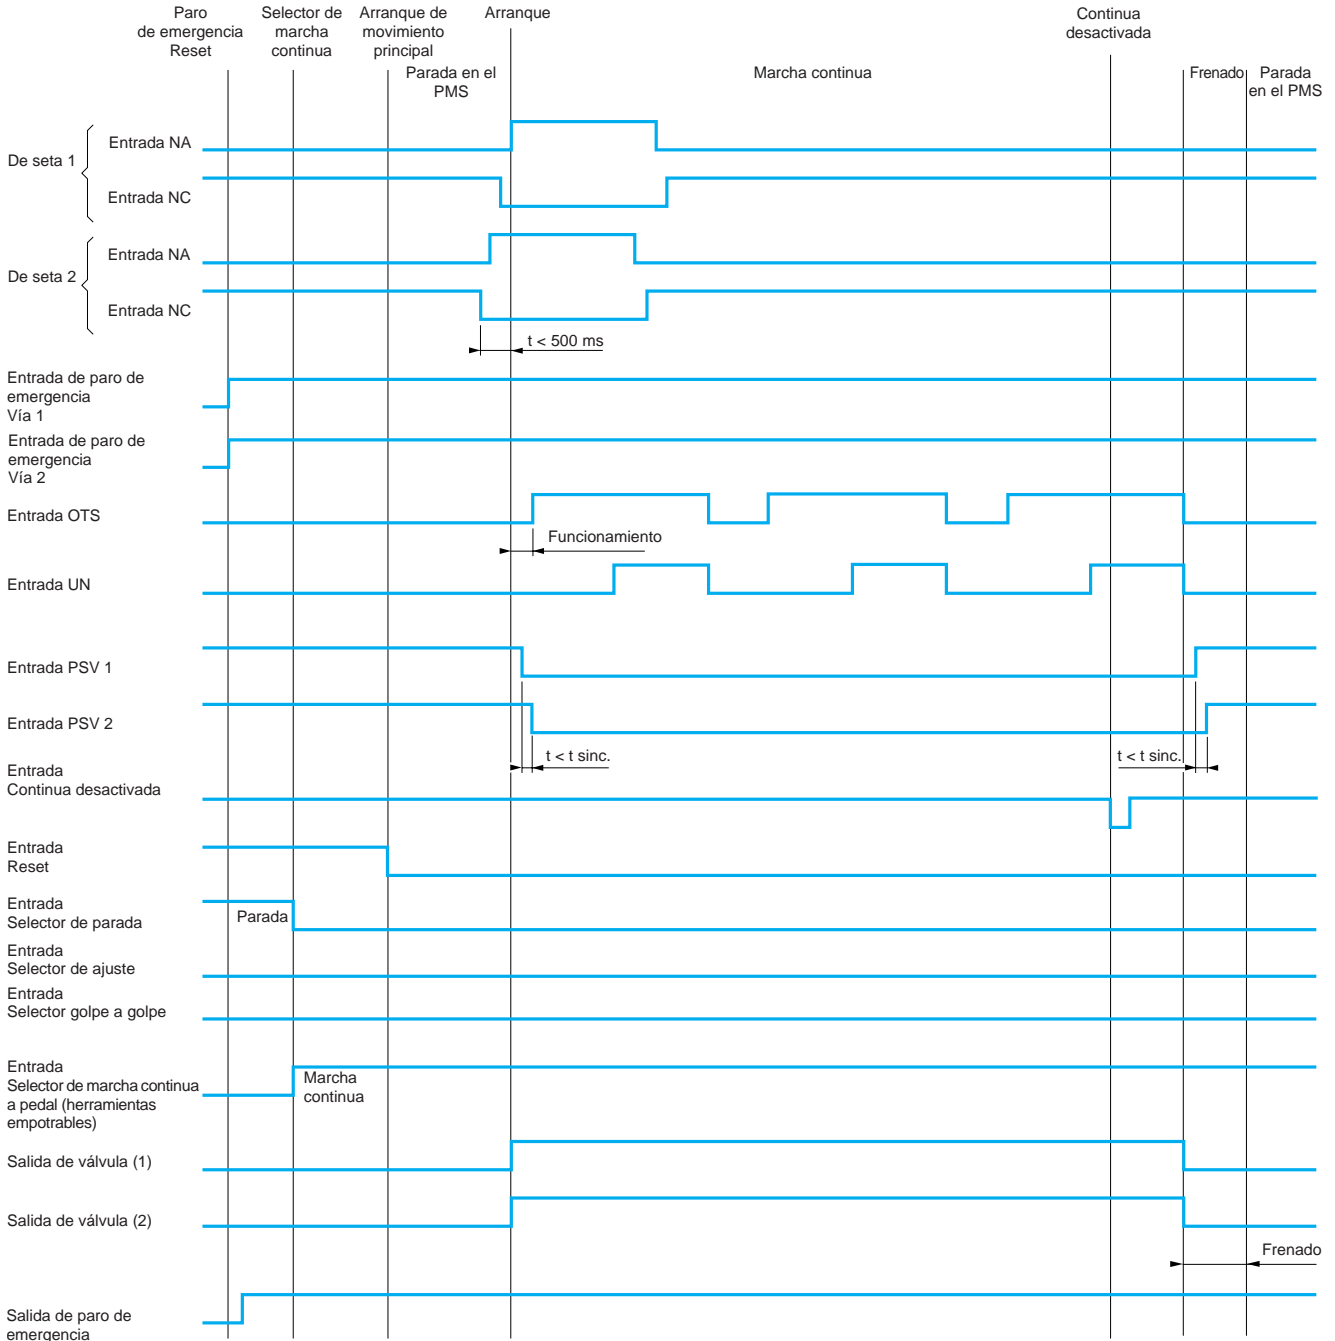 Paro
de emergencia
Reset
Selector de
marcha
continua
Arranque de
movimiento
principal
Arranque
Continua
desactivada
Parada en el
PMS
Marcha continua
Frenado
Parada
en el PMS
De seta 1
Entrada NA
Entrada NC
De seta 2
Entrada NA
Entrada NC
t < 500 ms
Entrada de paro de
emergencia
Vía 1
Entrada de paro de
emergencia
Vía 2
Entrada OTS
Funcionamiento
Entrada UN
Entrada PSV 1
Entrada PSV 2
t < t sinc.
t < t sinc.
Entrada
Continua desactivada
Entrada
Reset
Entrada
Selector de parada
Parada
Entrada
Selector de ajuste
Entrada
Selector golpe a golpe
Entrada
Selector de marcha continua
a pedal (herramientas
empotrables)
Marcha
continua
Salida de válvula (1)
Salida de válvula (2)
Frenado
Salida de paro de
emergencia